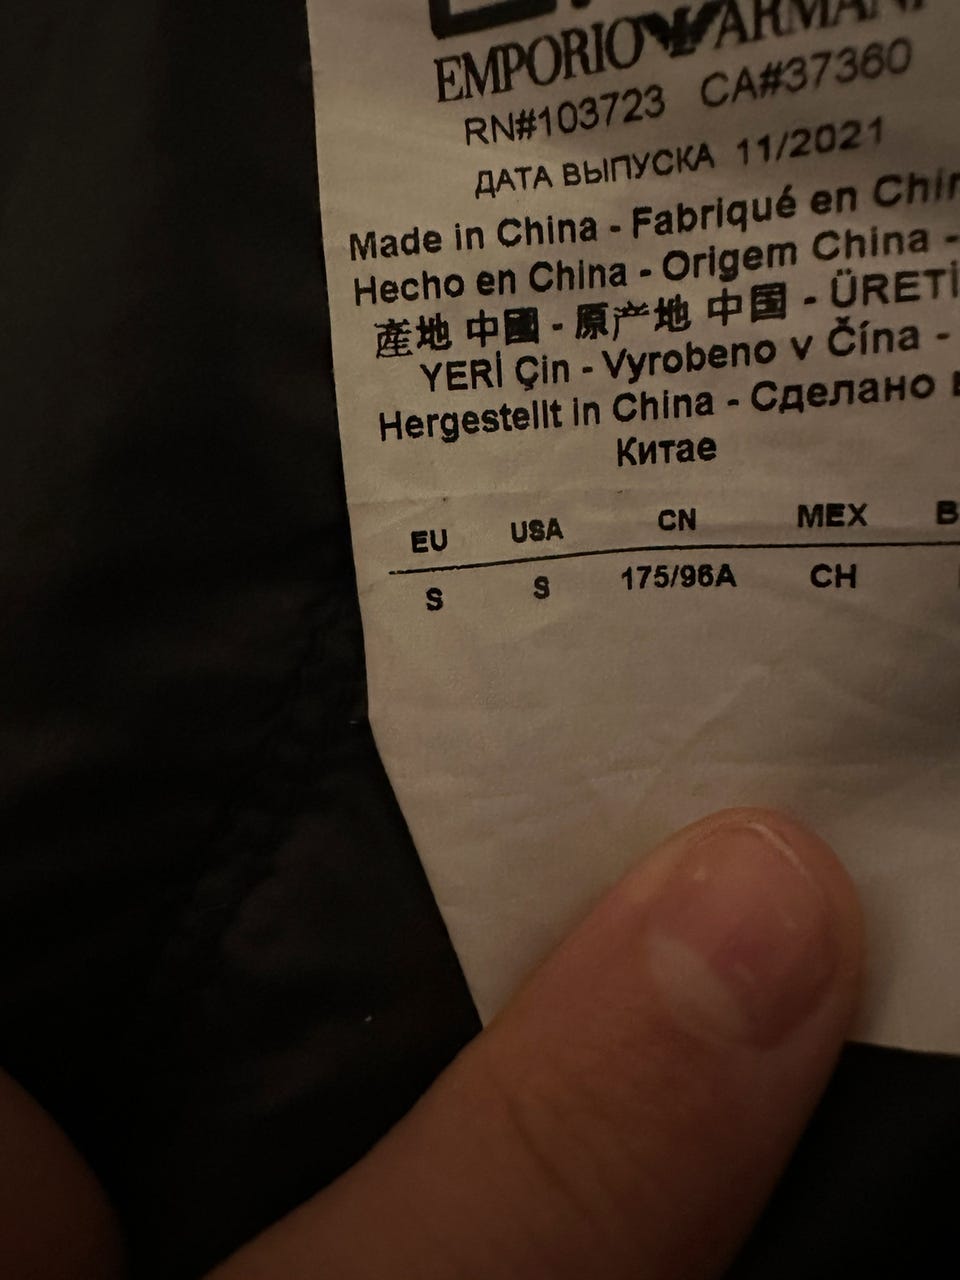 EMPORIO ARMANI
RN#103723 CA#37360
ДАТА ВЫПУСКА 11/2021
Made in China - Fabriqué en
Hecho en China - Origem China -
產地 中國 - 原产地 中国 -
YERİ Çin - Vyrobeno v Čína -
Hergestellt in China - Сделано
Китае
EU USA CN MEX
S S 175/96A CH